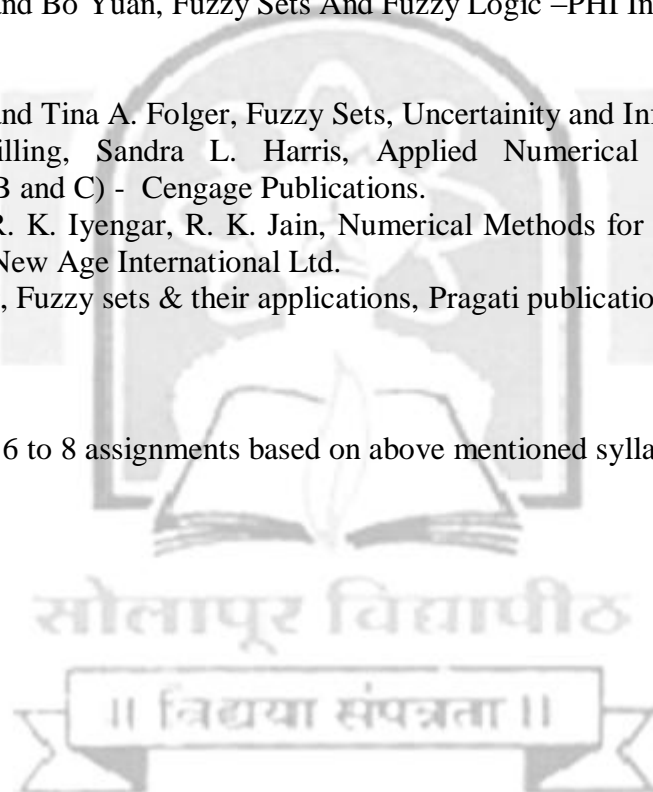 and Bo Yuan, Fuzzy Sets And Fuzzy Logic –PHI In
and Tina A. Folger, Fuzzy Sets, Uncertainity and In
illing, Sandra L. Harris, Applied Numerical
B and C) - Cengage Publications.
R. K. Iyengar, R. K. Jain, Numerical Methods for
New Age International Ltd.
, Fuzzy sets & their applications, Pragati publicatio
6 to 8 assignments based on above mentioned sylla
सोलापूर विद्यापीठ
॥ विद्यया संपन्नता ॥